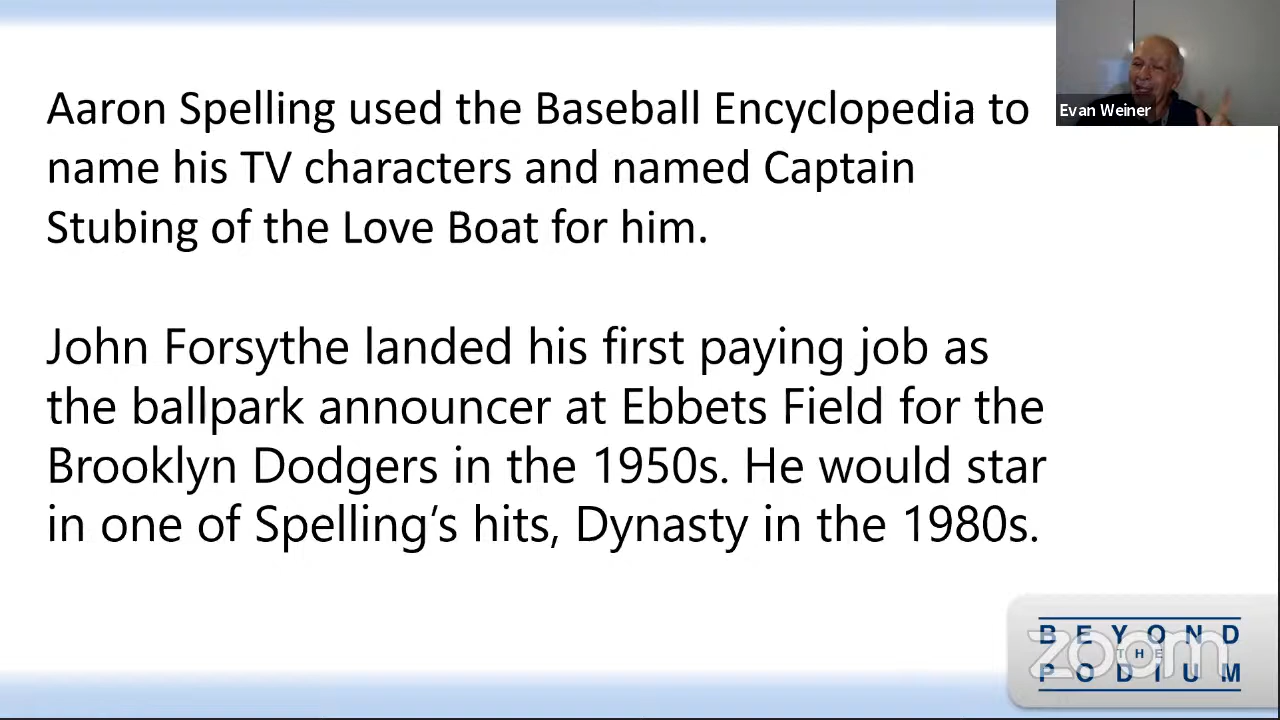 Aaron Spelling used the Baseball Encyclopedia to
name his TV characters and named Captain
Stubing of the Love Boat for him.
Evan Weiner
John Forsythe landed his first paying job as
the ballpark announcer at Ebbets Field for the
Brooklyn Dodgers in the 1950s. He would star
in one of Spelling’s hits, Dynasty in the 1980s.
BEYOND
THE
PODIUM
zoom